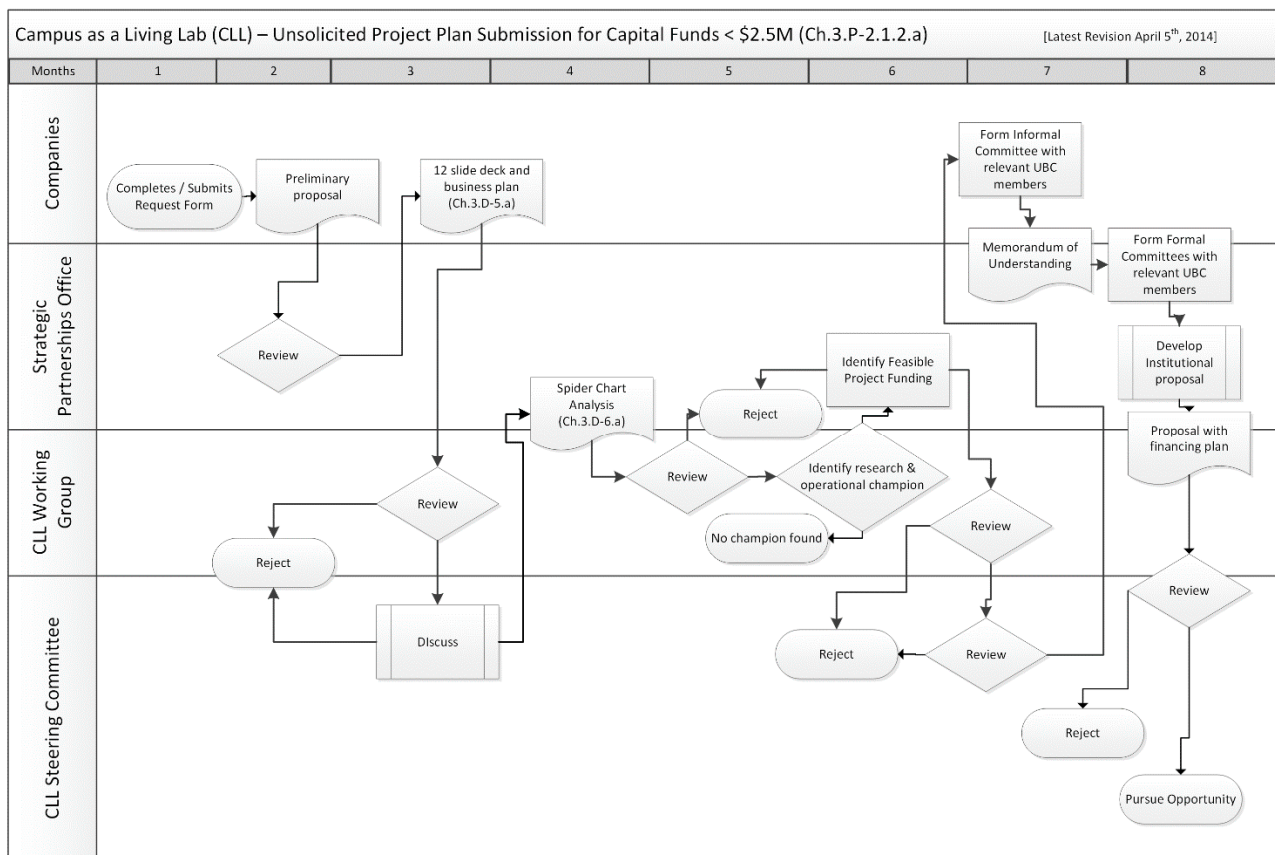 Campus as a Living Lab (CLL) – Unsolicited Project Plan Submission for Capital Funds < $2.5M (Ch.3.P-2.1.2.a)
[Latest Revision April 5th, 2014]
Months
1
2
3
4
5
6
7
8
Companies
Completes / Submits
Request Form
Preliminary
proposal
12 slide deck and
business plan
(Ch.3.D-5.a)
Form Informal
Committee with
relevant UBC
members
Strategic
Partnerships Office
Memorandum of
Understanding
Form Formal
Committees with
relevant UBC
members
Review
Develop
Institutional
proposal
Identify Feasible
Project Funding
Spider Chart
Analysis
(Ch.3.D-6.a)
Reject
Proposal with
financing plan
CLL Working
Group
Review
Review
Identify research &
operational champion
No champion found
Review
Reject
CLL Steering Committee
DIscuss
Reject
Review
Review
Reject
Pursue Opportunity